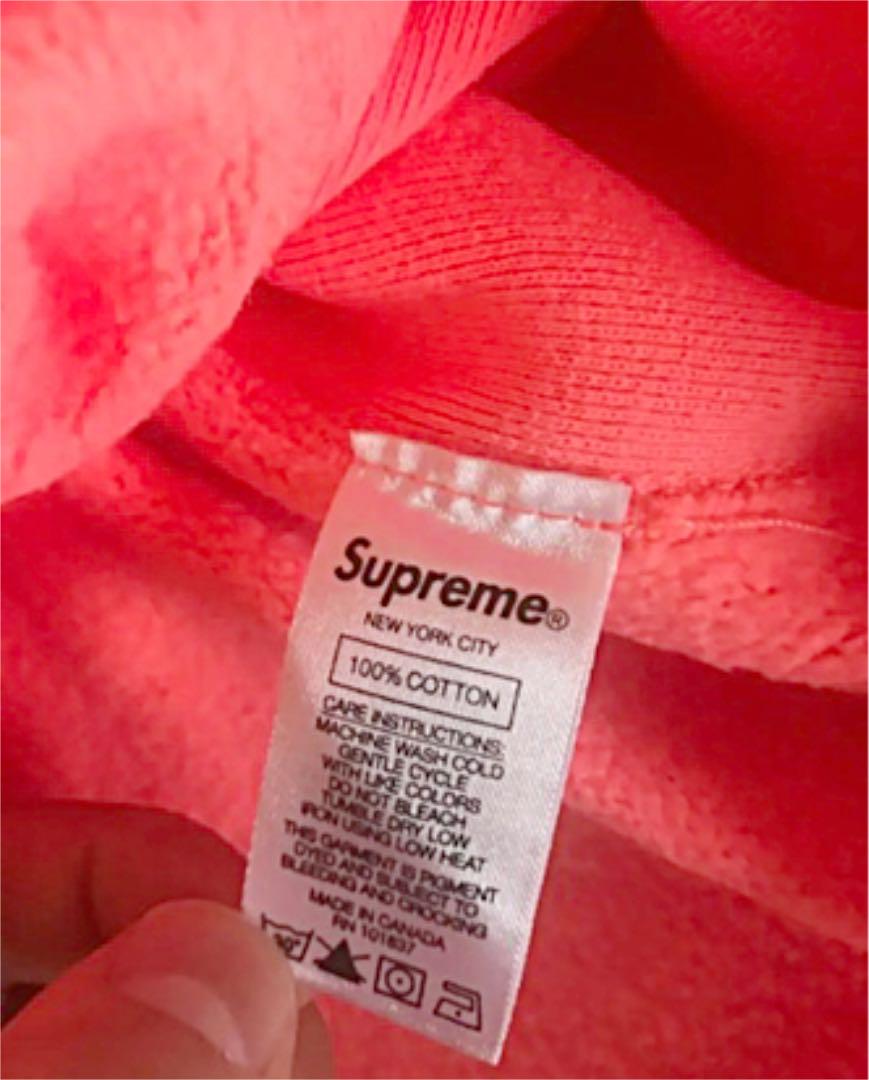 Supreme®
NEW YORK CITY
100% COTTON
CARE INSTRUCTIONS:
MACHINE WASH COLD
GENTLE CYCLE
WITH LIKE COLORS
DO NOT BLEACH
TUMBLE DRY LOW
IRON USING LOW HEAT
THIS GARMENT IS PIGMENT
DYED AND SUBJECT TO
BLEEDING AND CROCKING
MADE IN CANADA
RN 101837
30°